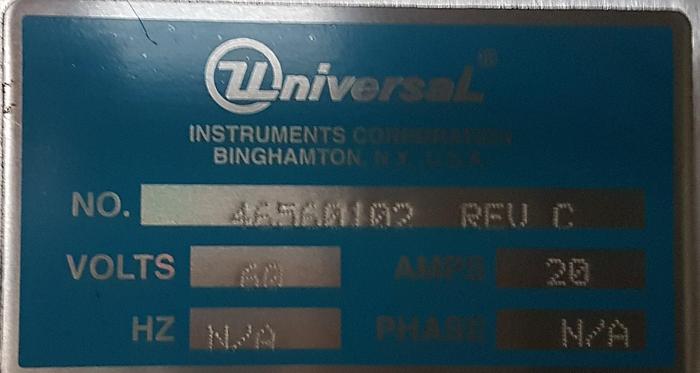 Universal®
INSTRUMENTS CORPORATION
BINGHAMTON, N.Y., U.S.A.
NO. 46560102 REV C
VOLTS 60 AMPS 20
HZ N/A PHASE N/A